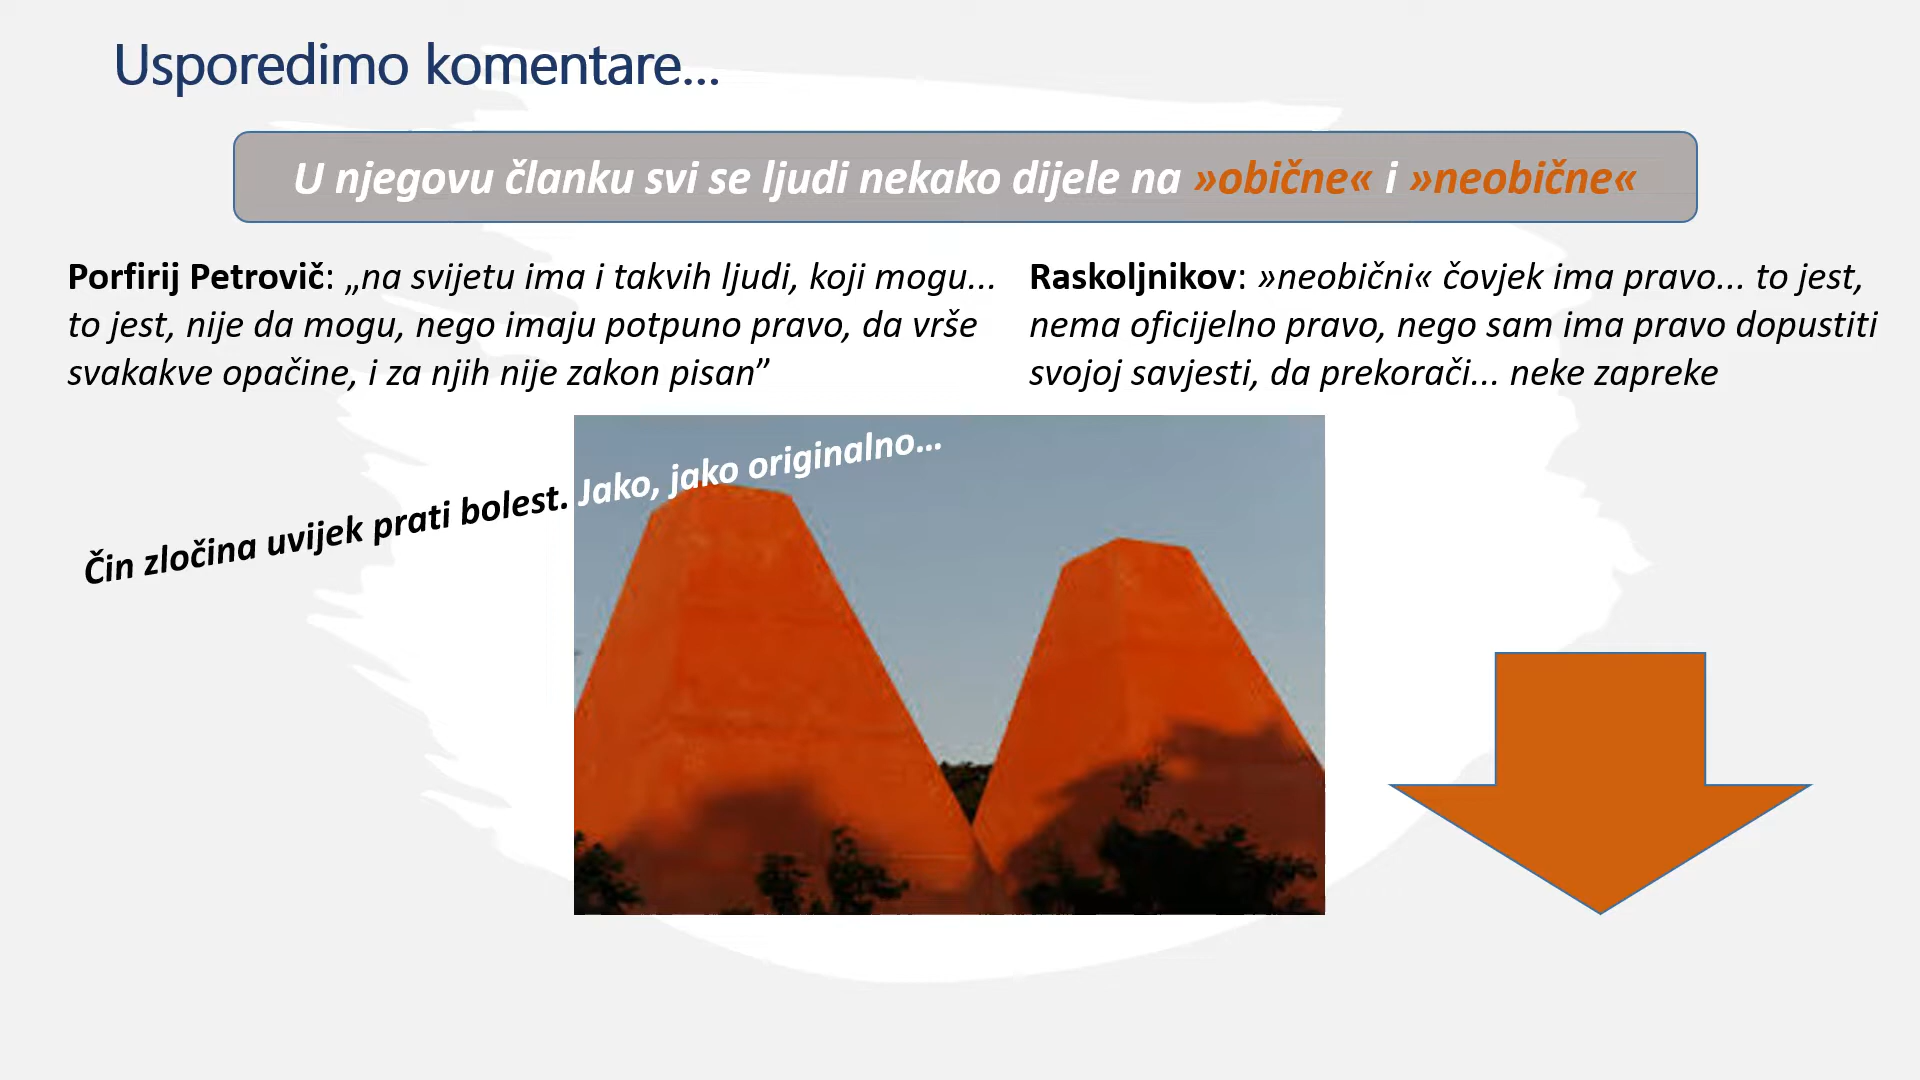 Usporedimo komentare...
U njegovu članku svi se ljudi nekako dijele na »obične« i »neobične«
Porfirij Petrovič: „na svijetu ima i takvih ljudi, koji mogu...
to jest, nije da mogu, nego imaju potpuno pravo, da vrše
svakakve opačine, i za njih nije zakon pisan”
Raskoljnikov: »neobični« čovjek ima pravo... to jest,
nema oficijelno pravo, nego sam ima pravo dopustiti
svojoj savjesti, da prekorači... neke zapreke
Čin zločina uvijek prati bolest. Jako, jako originalno...